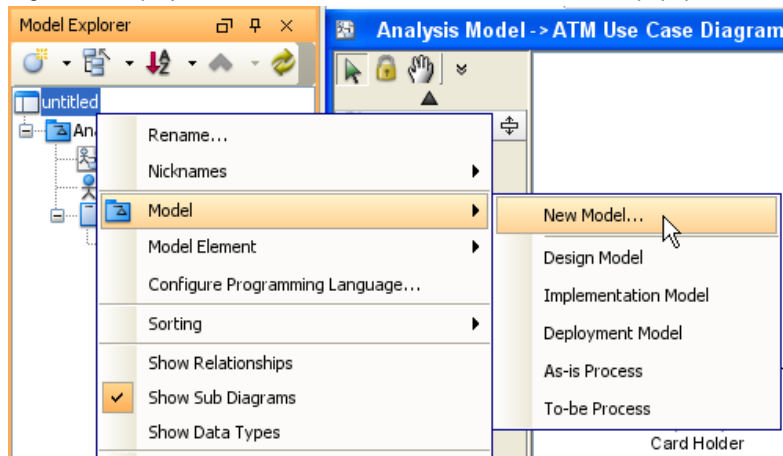 Model Explorer
Analysis Model -> ATM Use Case Diagram
untitled
Ana
Rename...
Nicknames
Model
Model Element
Configure Programming Language...
Sorting
Show Relationships
Show Sub Diagrams
Show Data Types
New Model...
Design Model
Implementation Model
Deployment Model
As-is Process
To-be Process
Card Holder